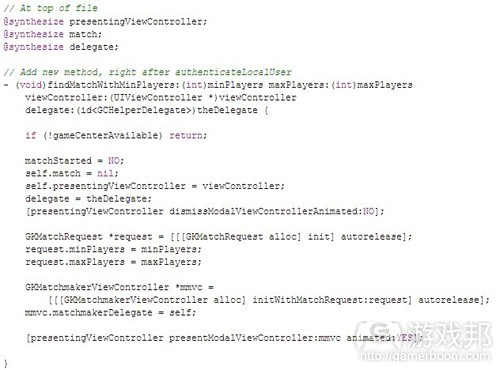 // At top of file
@synthesize presentingViewController;
@synthesize match;
@synthesize delegate;
// Add new method, right after authenticateLocalUser
- (void)findMatchWithMinPlayers:(int)minPlayers maxPlayers:(int)maxPlayers
viewController:(UIViewController *)viewController
delegate:(id<GCHelperDelegate>)theDelegate {
if (!gameCenterAvailable) return;
matchStarted = NO;
self.match = nil;
self.presentingViewController = viewController;
delegate = theDelegate;
[presentingViewController dismissModalViewControllerAnimated:NO];
GKMatchRequest *request = [[[GKMatchRequest alloc] init] autorelease];
request.minPlayers = minPlayers;
request.maxPlayers = maxPlayers;
GKMatchmakerViewController *mmvc =
[[[GKMatchmakerViewController alloc] initWithMatchRequest:request] autorelease];
mmvc.matchmakerDelegate = self;
[presentingViewController presentModalViewController:mmvc animated:YES];
}
游戏邦
gamerboom.com